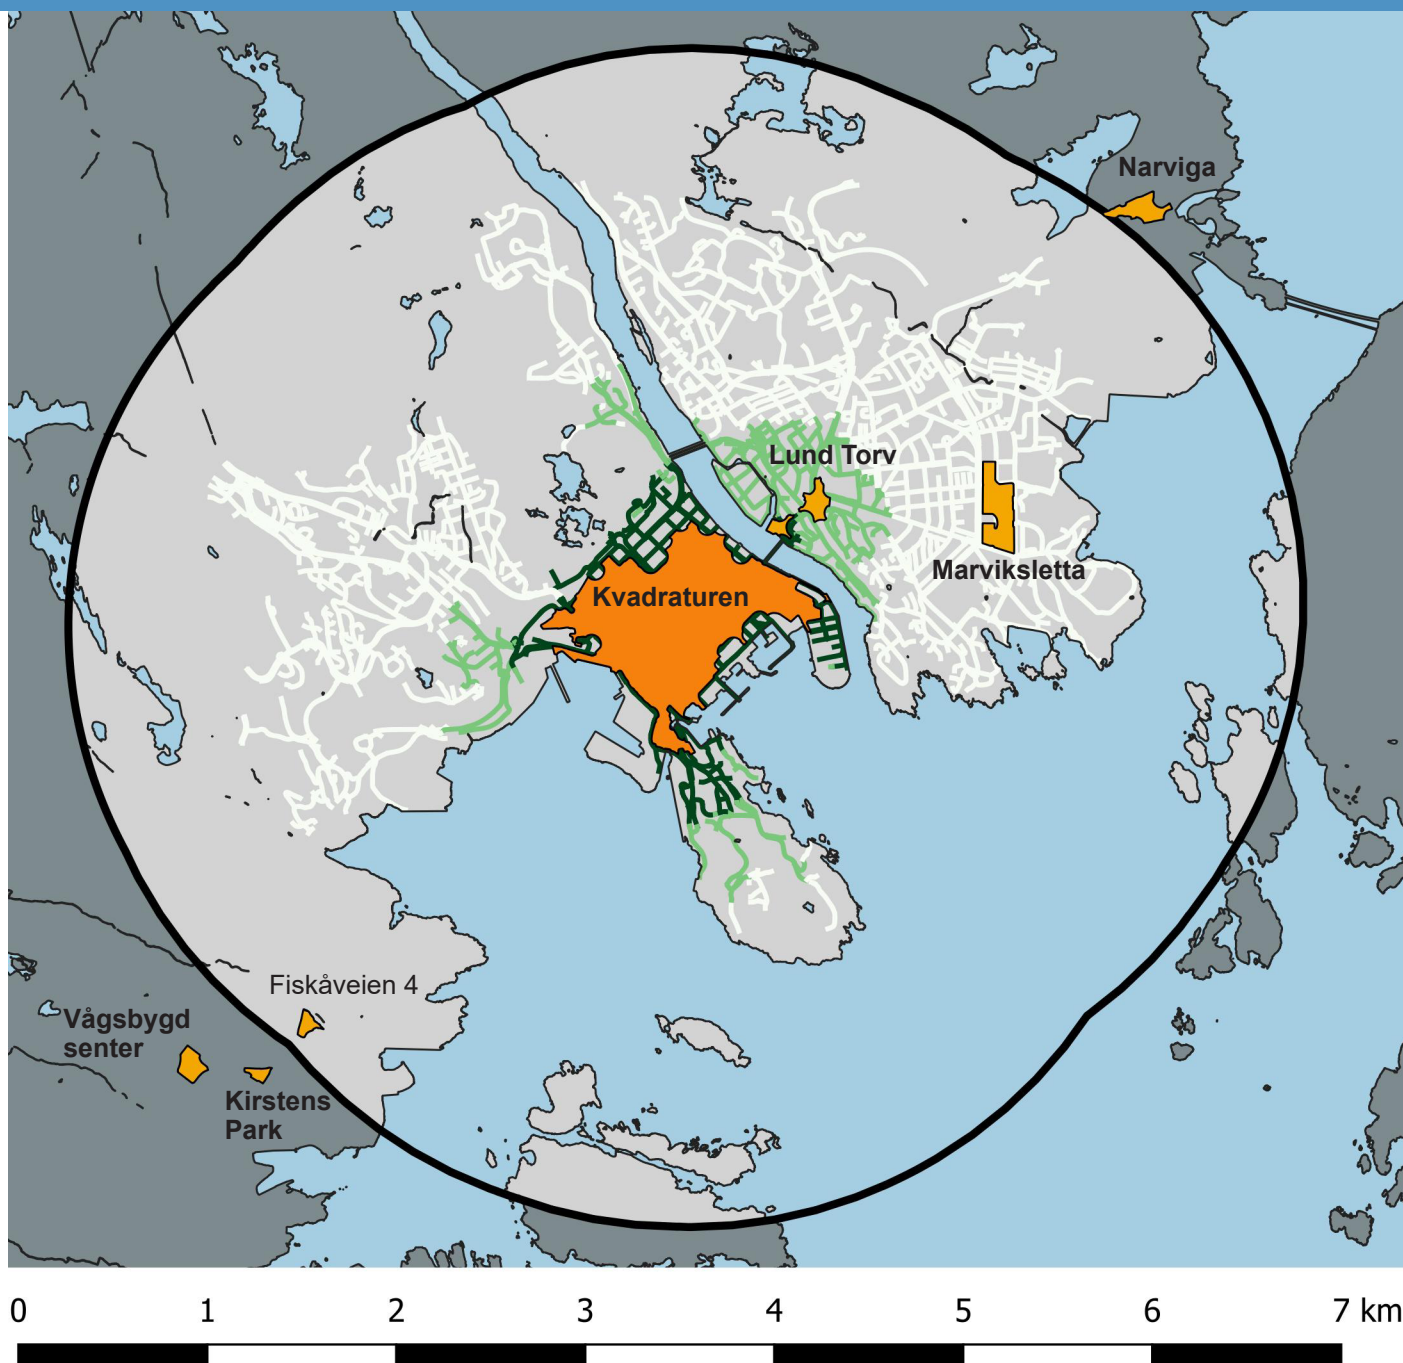 Narviga
Lund Torv
Marviksletta
Kvadraturen
Fiskåveien 4
Vågsbygd
senter
Kirstens
Park
0 1 2 3 4 5 6 7 km